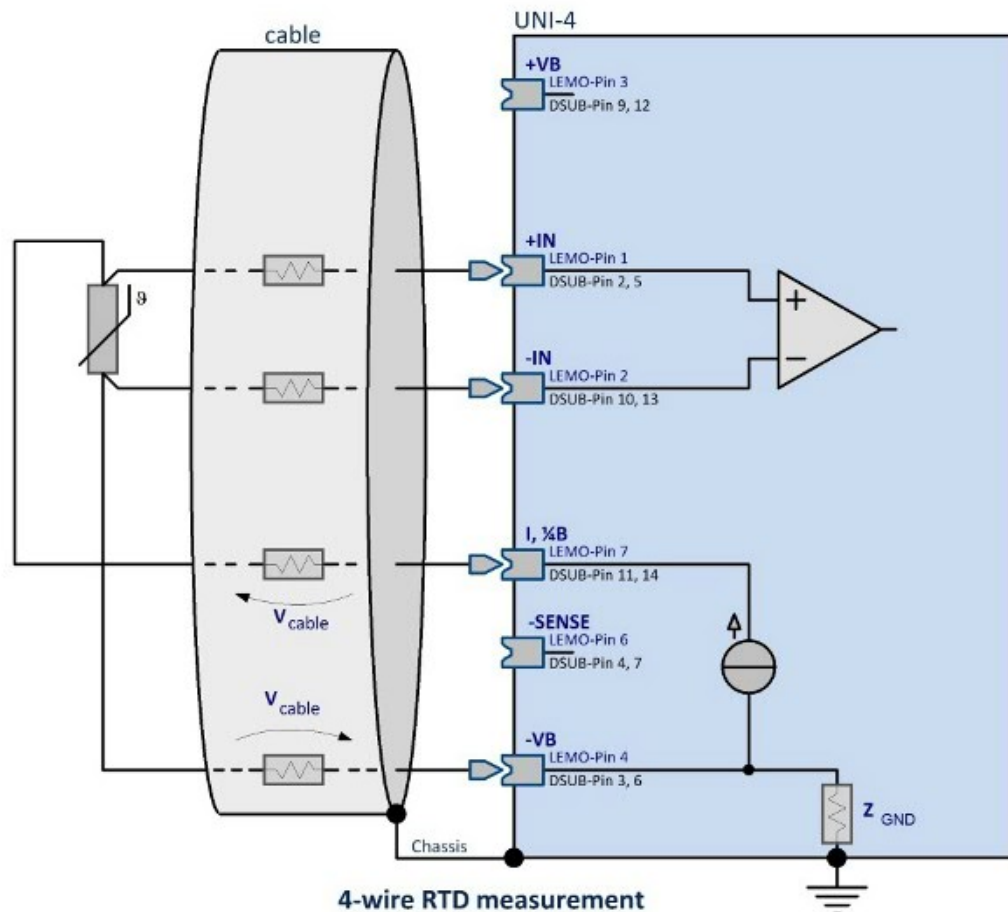 cable
UNI-4
+VB
LEMO-Pin 3
DSUB-Pin 9, 12
+IN
LEMO-Pin 1
DSUB-Pin 2, 5
ϑ
-IN
LEMO-Pin 2
DSUB-Pin 10, 13
I, ¼B
LEMO-Pin 7
DSUB-Pin 11, 14
V cable
-SENSE
LEMO-Pin 6
DSUB-Pin 4, 7
V cable
-VB
LEMO-Pin 4
DSUB-Pin 3, 6
Z GND
Chassis
4-wire RTD measurement